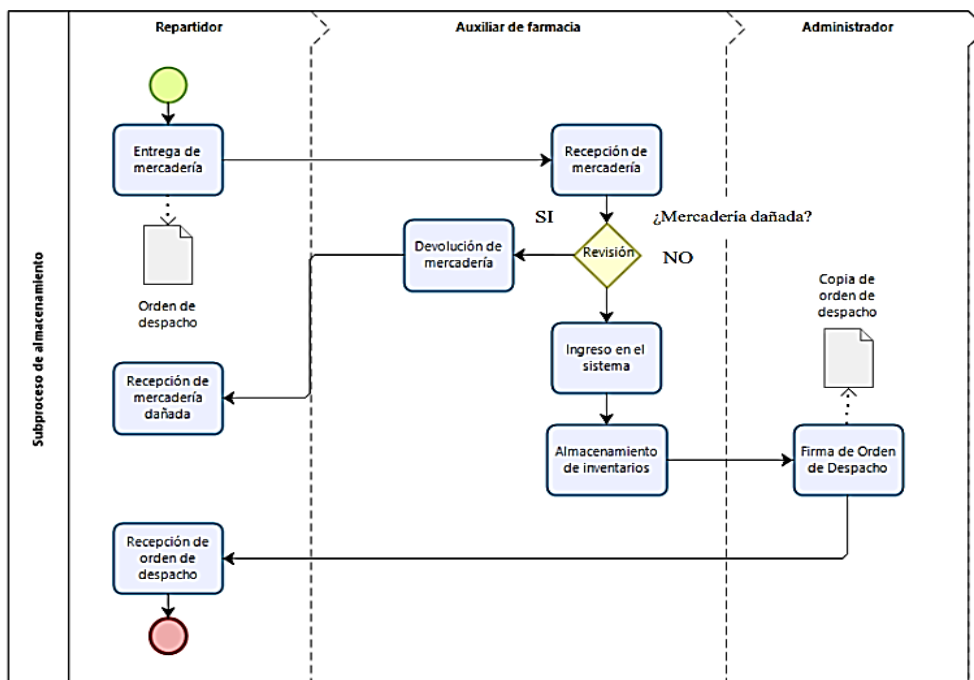 Repartidor
Auxiliar de farmacia
Administrador
Subproceso de almacenamiento
Entrega de
mercadería
Recepción de
mercadería
SI
¿Mercadería dañada?
Devolución de
mercadería
Revisión
NO
Orden de
despacho
Copia de
orden de
despacho
Recepción de
mercadería
dañada
Ingreso en el
sistema
Almacenamiento
de inventarios
Firma de Orden
de Despacho
Recepción de
orden de
despacho